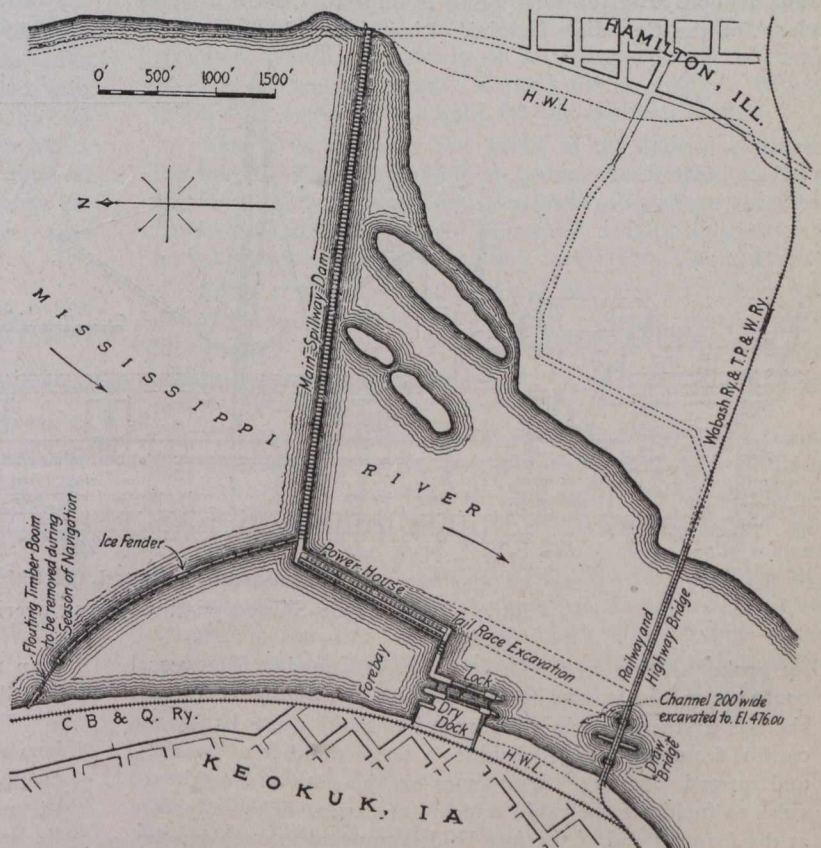 HAMILTON, ILL.
0' 500' 1000' 1500'
H.W.L
N
Main Spillway Dam
MISSISSIPPI
RIVER
Wabash Ry. & T.P. & W. Ry.
Floating Timber Boom
to be removed during
Season of Navigation
Ice Fender
Power House
Tail Race Excavation
Railway and
Highway Bridge
Forebay
Lock
Dry
Dock
Channel 200' wide
excavated to El. 476.00
Draw
Bridge
C B & Q. Ry.
H.W.L.
KEOKUK, IA